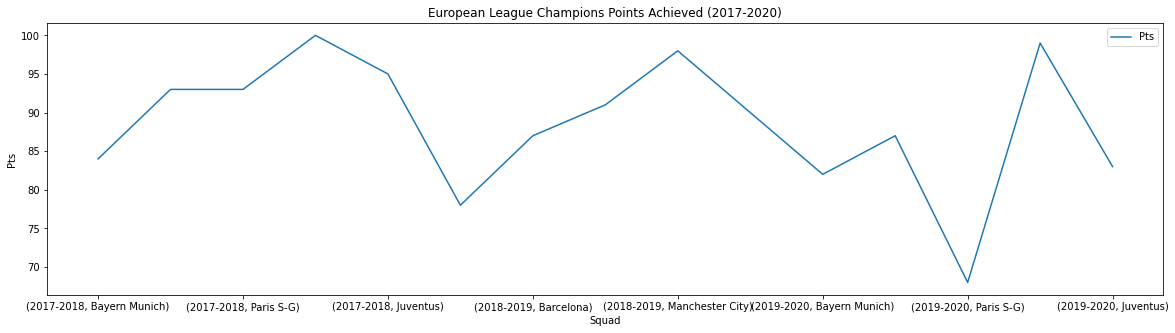 European League Champions Points Achieved (2017-2020)
Pts
100
95
90
85
80
75
70
Pts
(2017-2018, Bayern Munich)
(2017-2018, Paris S-G)
(2017-2018, Juventus)
(2018-2019, Barcelona)
(2018-2019, Manchester City)
(2019-2020, Bayern Munich)
(2019-2020, Paris S-G)
(2019-2020, Juventus)
Squad